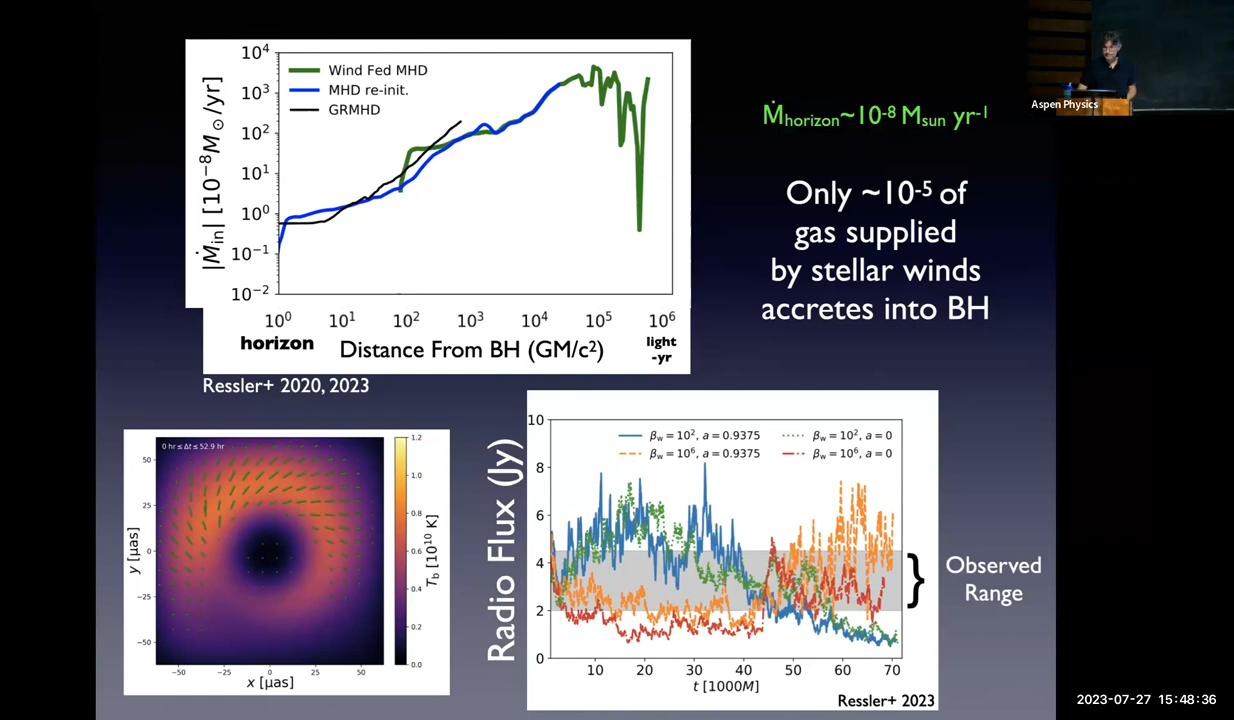 10⁴
10³
10²
10¹
10⁰
10⁻¹
10⁻²
|Ṁin| [10⁻⁸M⊙/yr]
Wind Fed MHD
MHD re-init.
GRMHD
10⁰ 10¹ 10² 10³ 10⁴ 10⁵ 10⁶
horizon
Distance From BH (GM/c²)
light
-yr
Ressler+ 2020, 2023
Ṁhorizon~10⁻⁸ Msun yr⁻¹
Only ~10⁻⁵ of
gas supplied
by stellar winds
accretes into BH
Aspen Physics
0 hr ≤ Δt ≤ 52.9 hr
50
25
0
−25
−50
y [μas]
−50 −25 0 25 50
x [μas]
1.2
1.0
0.8
0.6
0.4
0.2
0.0
Tb [10¹⁰ K]
Radio Flux (Jy)
10
8
6
4
2
0
βw = 10², a = 0.9375
βw = 10⁶, a = 0.9375
βw = 10², a = 0
βw = 10⁶, a = 0
10 20 30 40 50 60 70
t [1000M]
Ressler+ 2023
Observed
Range
2023-07-27 15:48:36